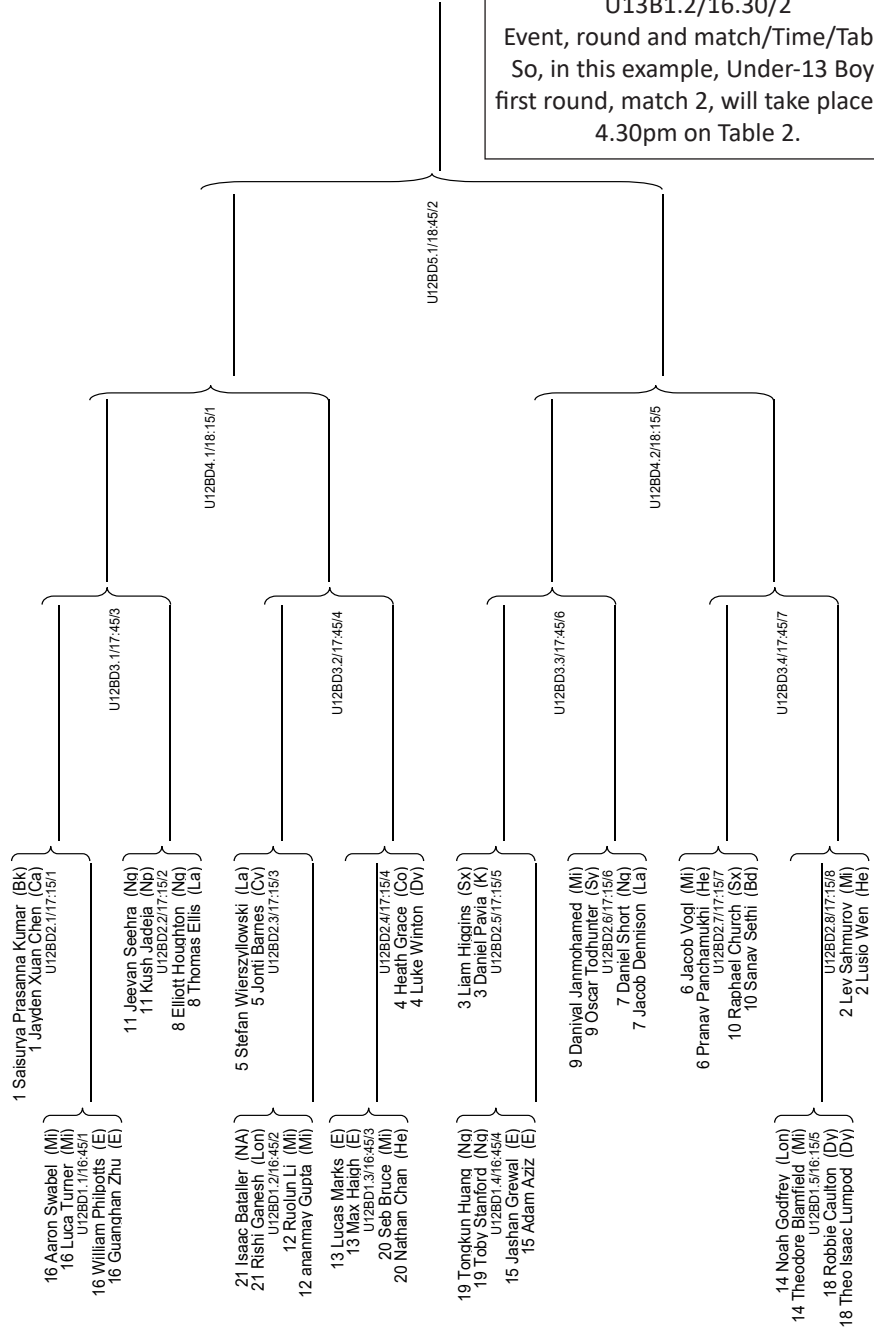 U13B1.2/16.30/2
Event, round and match/Time/Tab
So, in this example, Under-13 Boy
first round, match 2, will take place
4.30pm on Table 2.
16 Aaron Swabel (Mi)
16 Luca Turner (Mi)
U12BD1.1/16:45/1
16 William Philpotts (E)
16 Guanghan Zhu (E)
21 Isaac Bataller (NA)
21 Rishi Ganesh (Lon)
U12BD1.2/16:45/2
12 Ruolun Li (Mi)
12 ananmay Gupta (Mi)
13 Lucas Marks (E)
13 Max Haigh (E)
U12BD1.3/16:45/3
20 Seb Bruce (Mi)
20 Nathan Chan (He)
19 Tongkun Huang (Nq)
19 Toby Stanford (Nq)
U12BD1.4/16:45/4
15 Jashan Grewal (E)
15 Adam Aziz (E)
14 Noah Godfrey (Lon)
14 Theodore Blamfield (Mi)
U12BD1.5/16:15/5
18 Robbie Caulton (Dy)
18 Theo Isaac Lumpod (Dy)
1 Saisurya Prasanna Kumar (Bk)
1 Jayden Xuan Chen (Ca)
U12BD2.1/17:15/1
11 Jeevan Seehra (Nq)
11 Kush Jadeia (Np)
U12BD2.2/17:15/2
8 Elliott Houghton (Nq)
8 Thomas Ellis (La)
5 Stefan Wierszyllowski (La)
5 Jonti Barnes (Cv)
U12BD2.3/17:15/3
U12BD2.4/17:15/4
4 Heath Grace (Co)
4 Luke Winton (Dv)
3 Liam Higgins (Sx)
3 Daniel Pavia (K)
U12BD2.5/17:15/5
9 Daniyal Janmohamed (Mi)
9 Oscar Todhunter (Sy)
U12BD2.6/17:15/6
7 Daniel Short (Nq)
7 Jacob Dennison (La)
6 Jacob Vogl (Mi)
6 Pranav Panchamukhi (He)
U12BD2.7/17:15/7
10 Raphael Church (Sx)
10 Sanav Sethi (Bd)
U12BD2.8/17:15/8
2 Lev Sahmurov (Mi)
2 Lusio Wen (He)
U12BD3.1/17:45/3
U12BD3.2/17:45/4
U12BD3.3/17:45/6
U12BD3.4/17:45/7
U12BD4.1/18:15/1
U12BD4.2/18:15/5
U12BD5.1/18:45/2